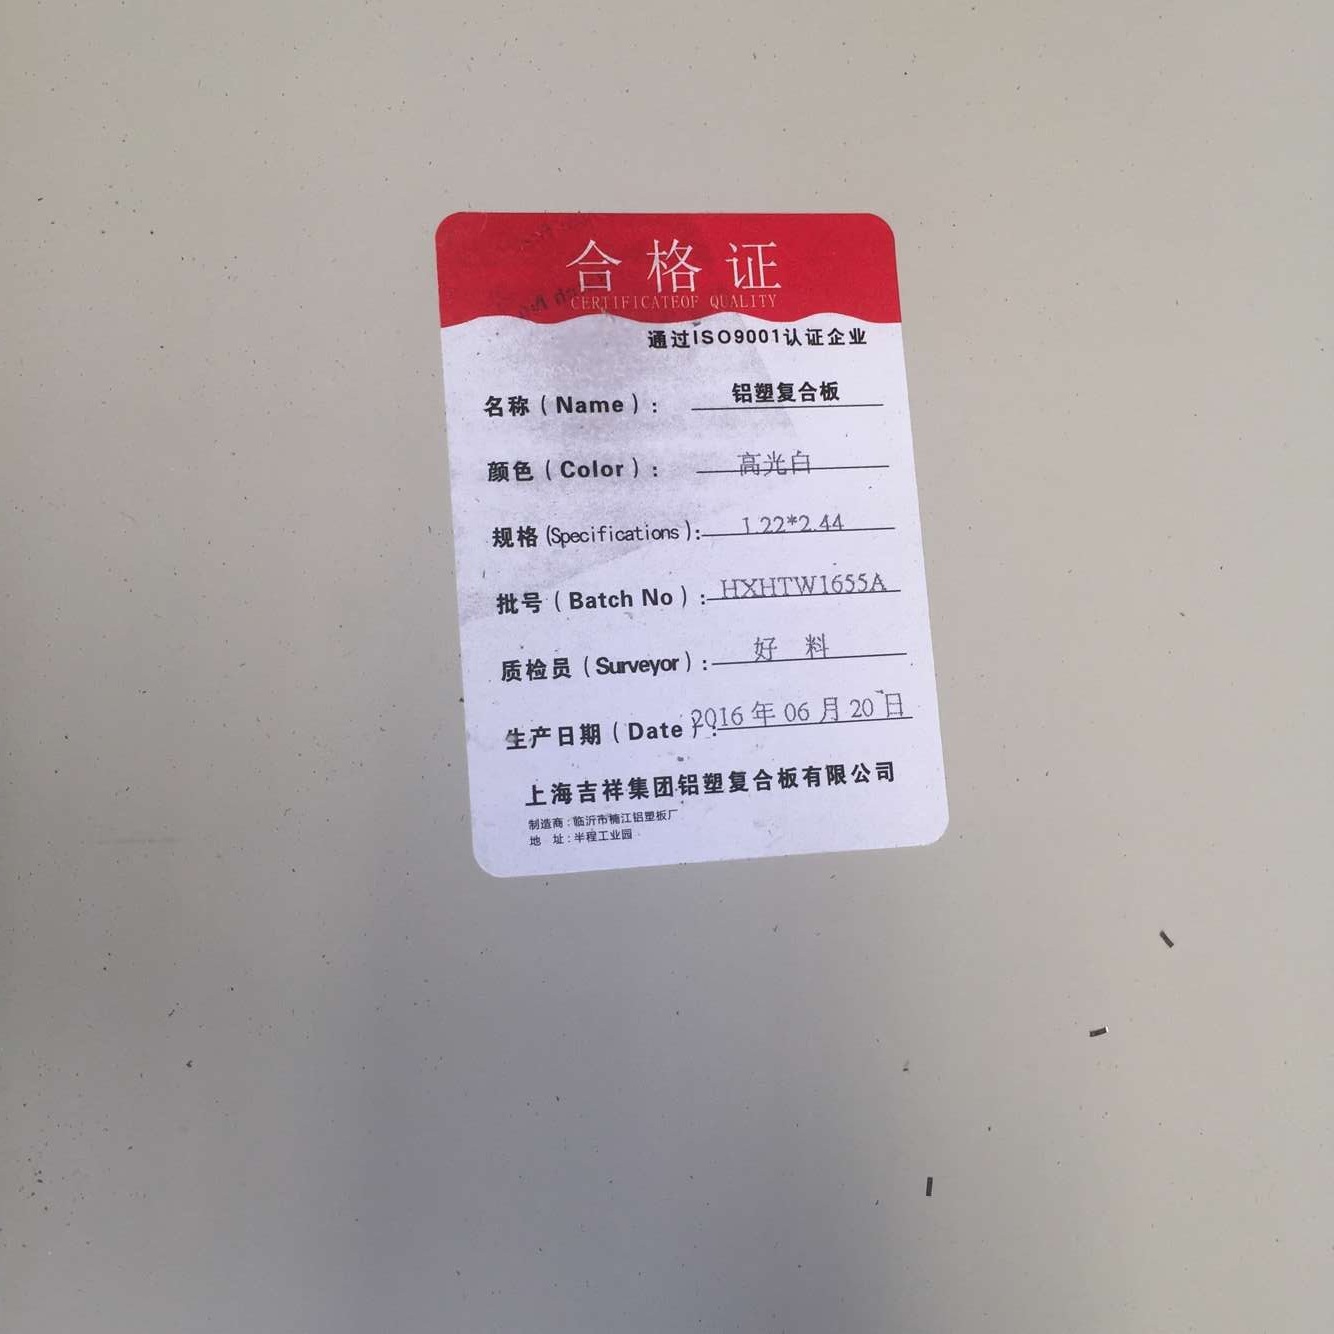 合格证
CERTIFICATEOF QUALITY
通过ISO9001认证企业
名称（Name）： 铝塑复合板
颜色（Color）： 高光白
规格(Specifications)： 1.22*2.44
批号（Batch No）： HXHTW1655A
质检员（Surveyor）： 好 料
生产日期（Date）： 2016年06月20日
上海吉祥集团铝塑复合板有限公司
制造商：临沂市楠江铝塑板厂
地 址：半程工业园